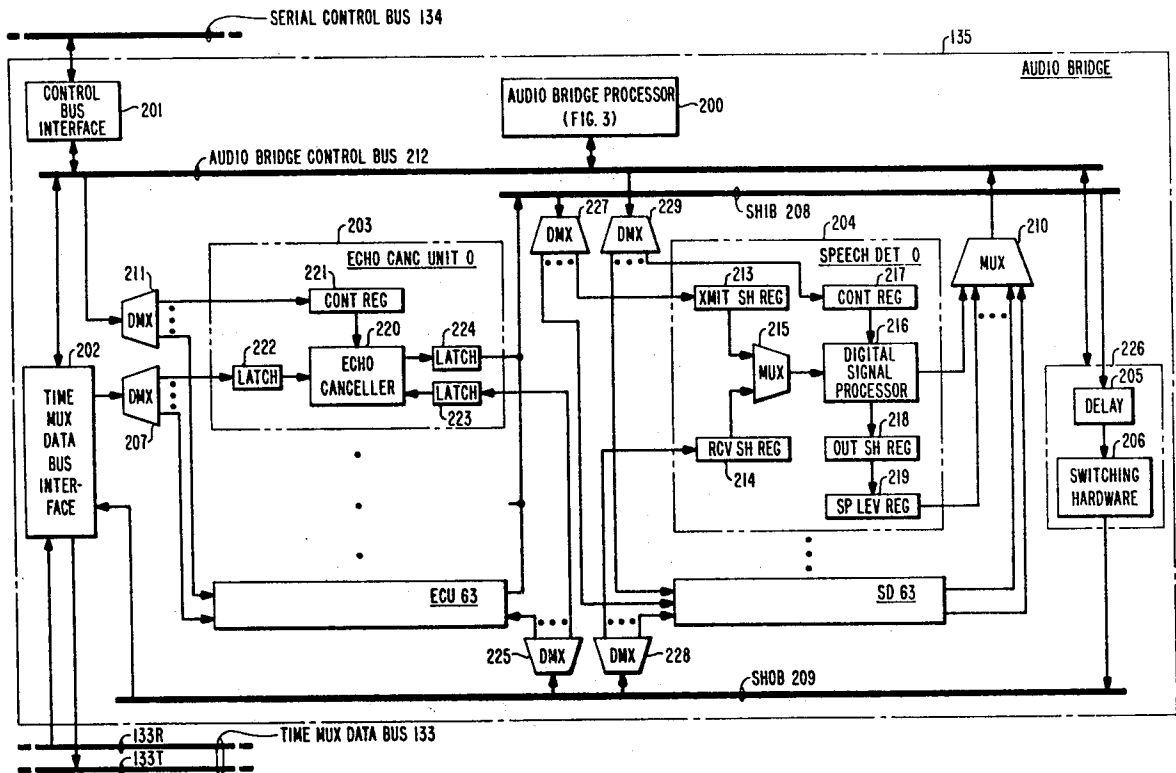 SERIAL CONTROL BUS 134
135
AUDIO BRIDGE
CONTROL
BUS
INTERFACE
201
AUDIO BRIDGE PROCESSOR
(FIG. 3)
200
AUDIO BRIDGE CONTROL BUS 212
SHIB 208
227
DMX
229
DMX
203
ECHO CANC UNIT 0
221
CONT REG
211
DMX
220
ECHO
CANCELLER
222
LATCH
224
LATCH
LATCH
223
202
TIME
MUX
DATA
BUS
INTER-
FACE
DMX
207
204
SPEECH DET 0
213
XMIT SH REG
217
CONT REG
215
MUX
216
DIGITAL
SIGNAL
PROCESSOR
218
OUT SH REG
RCV SH REG
214
219
SP LEV REG
210
MUX
226
205
DELAY
206
SWITCHING
HARDWARE
ECU 63
SD 63
225
DMX
DMX
228
SHOB 209
133R
TIME MUX DATA BUS 133
133T